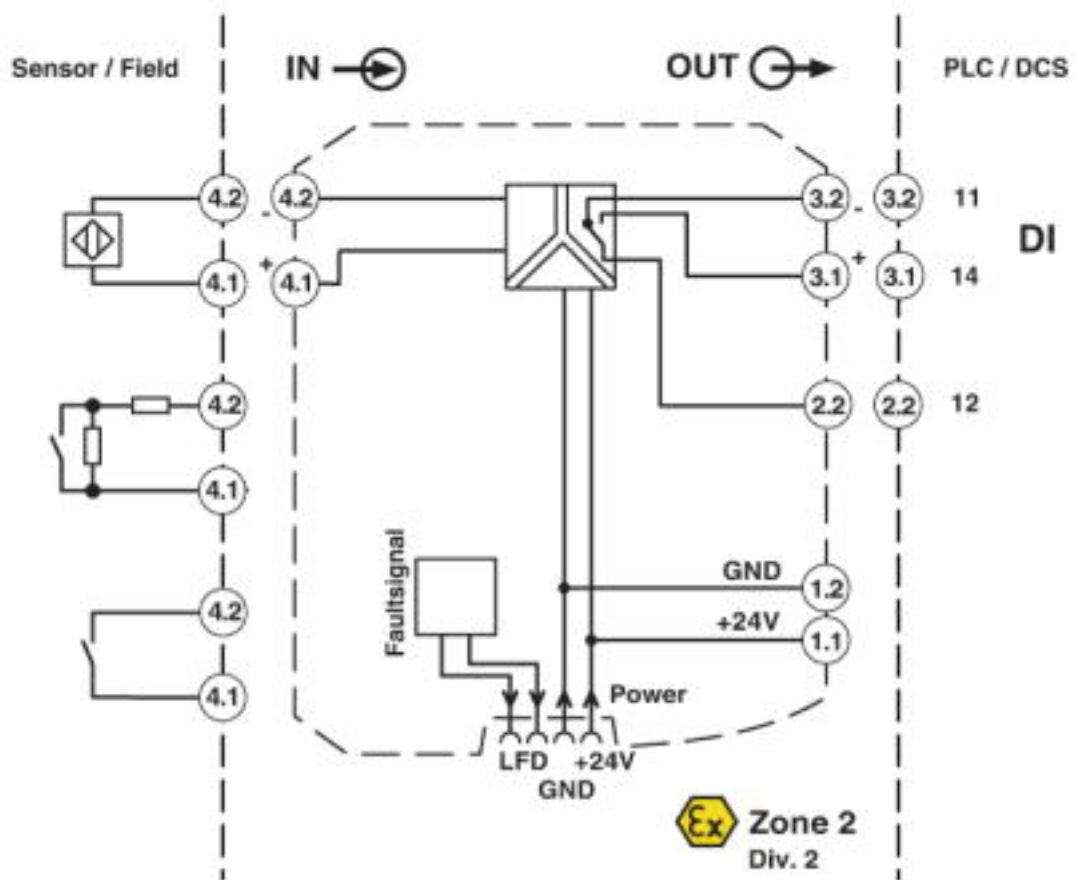 Sensor / Field
IN
OUT
PLC / DCS
4.2
4.2
3.2
3.2
11
-
-
DI
+
+
4.1
4.1
3.1
3.1
14
4.2
2.2
2.2
12
4.1
Faultsignal
GND
1.2
4.2
+24V
1.1
4.1
Power
LFD
+24V
GND
Ex
Zone 2
Div. 2